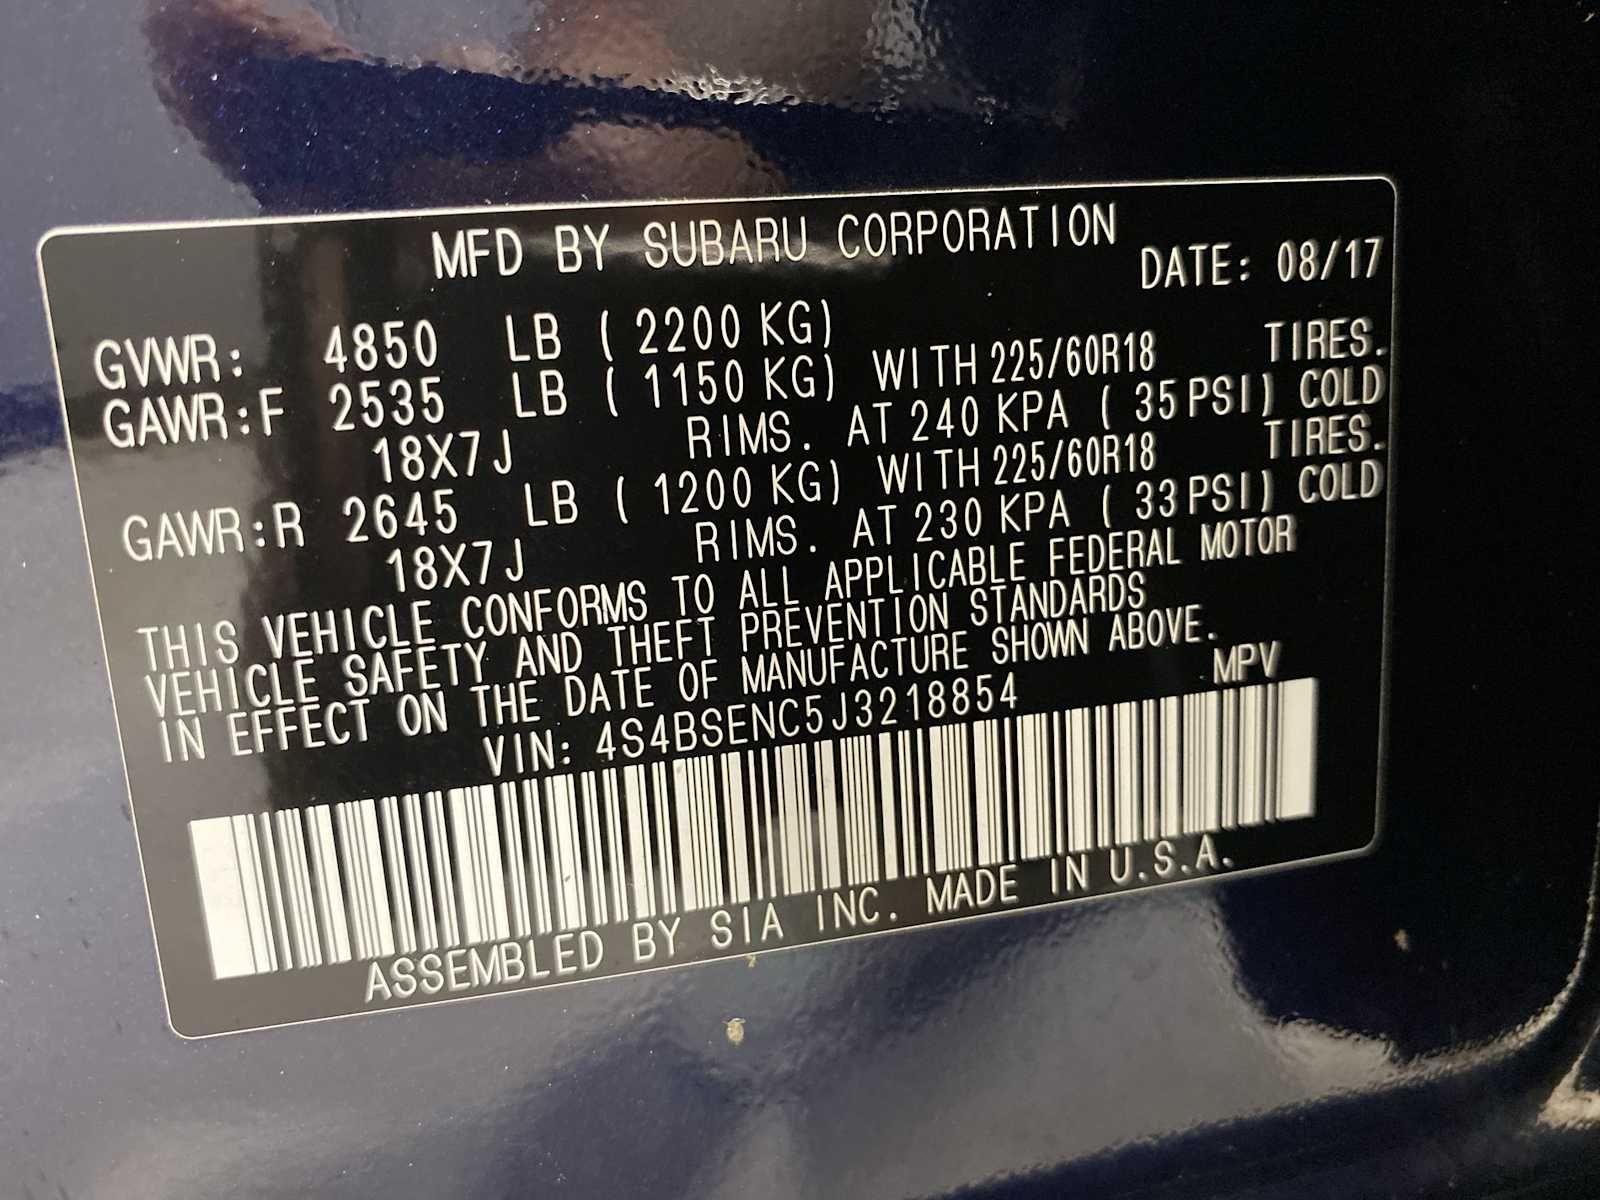 MFD BY SUBARU CORPORATION
DATE: 08/17
GVWR: 4850 LB ( 2200 KG)
GAWR:F 2535 LB ( 1150 KG) WITH 225/60R18 TIRES.
18X7J RIMS. AT 240 KPA ( 35 PSI) COLD
GAWR:R 2645 LB ( 1200 KG) WITH 225/60R18 TIRES.
18X7J RIMS. AT 230 KPA ( 33 PSI) COLD
THIS VEHICLE CONFORMS TO ALL APPLICABLE FEDERAL MOTOR
VEHICLE SAFETY AND THEFT PREVENTION STANDARDS
IN EFFECT ON THE DATE OF MANUFACTURE SHOWN ABOVE.
VIN: 4S4BSENC5J3218854 MPV
ASSEMBLED BY SIA INC. MADE IN U.S.A.